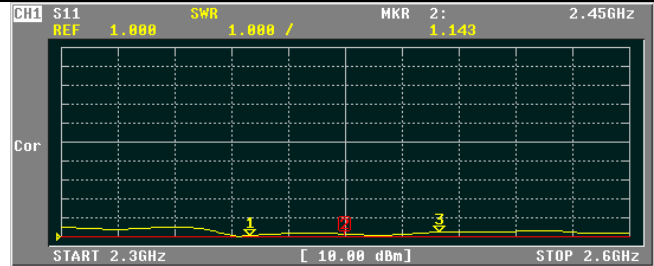 CH1 S11 SWR MKR 2: 2.45GHz
REF 1.000 1.000 / 1.143
Cor
1 2 3
START 2.3GHz [ 10.00 dBm] STOP 2.6GHz